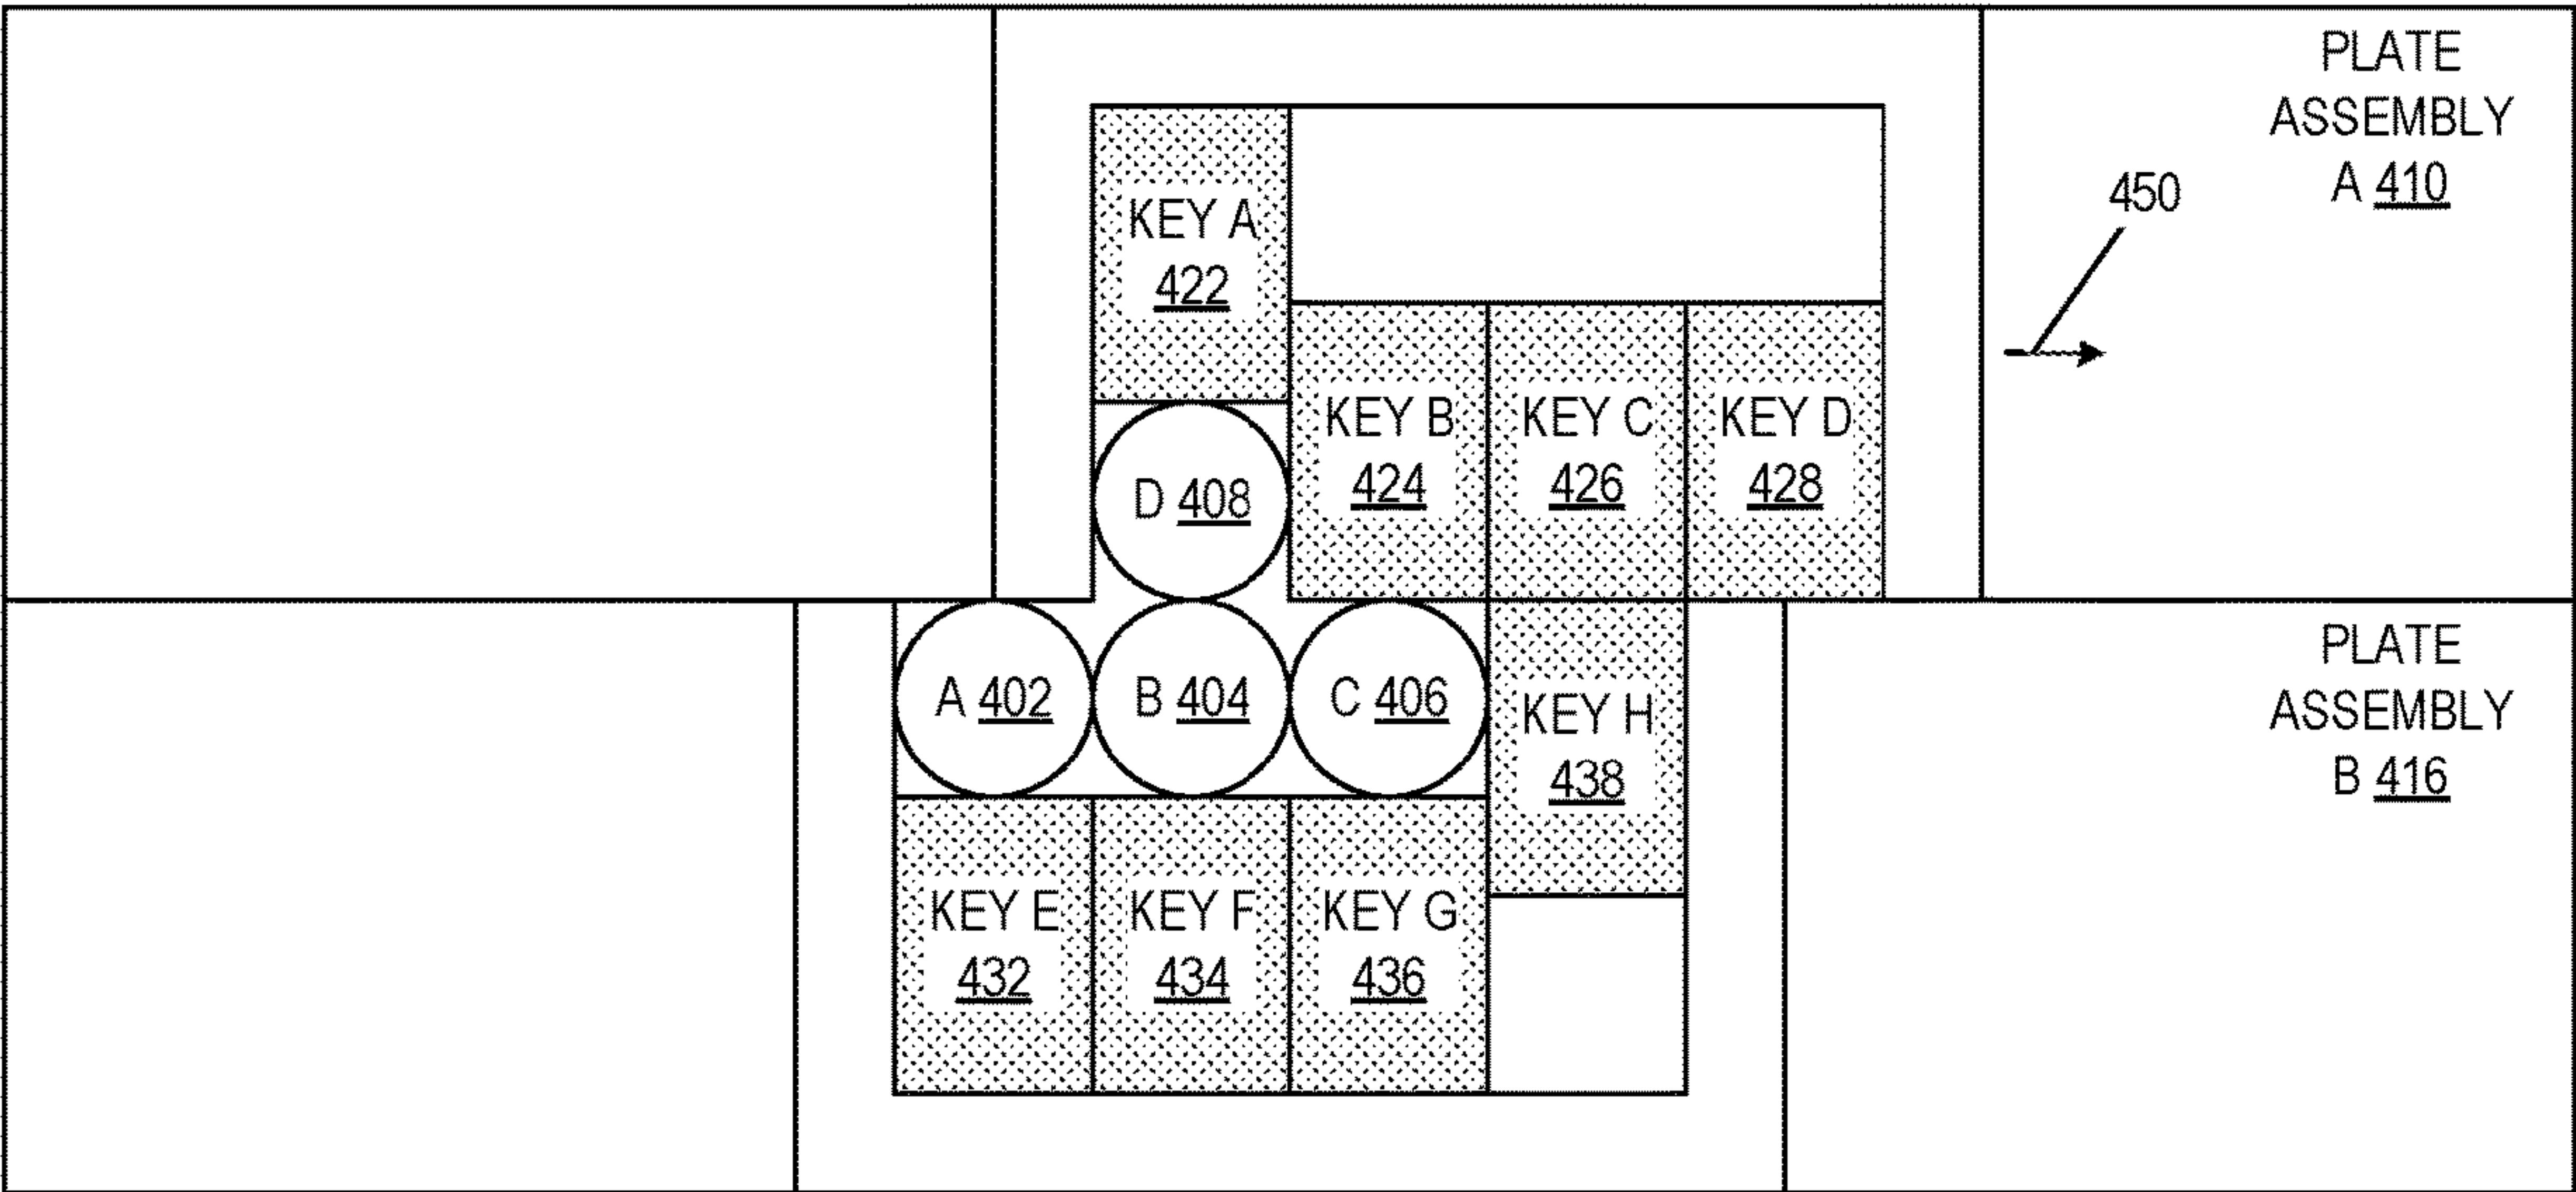 PLATE
ASSEMBLY
A 410
450
KEY A
422
KEY B
424
KEY C
426
KEY D
428
D 408
PLATE
ASSEMBLY
B 416
A 402
B 404
C 406
KEY H
438
KEY E
432
KEY F
434
KEY G
436